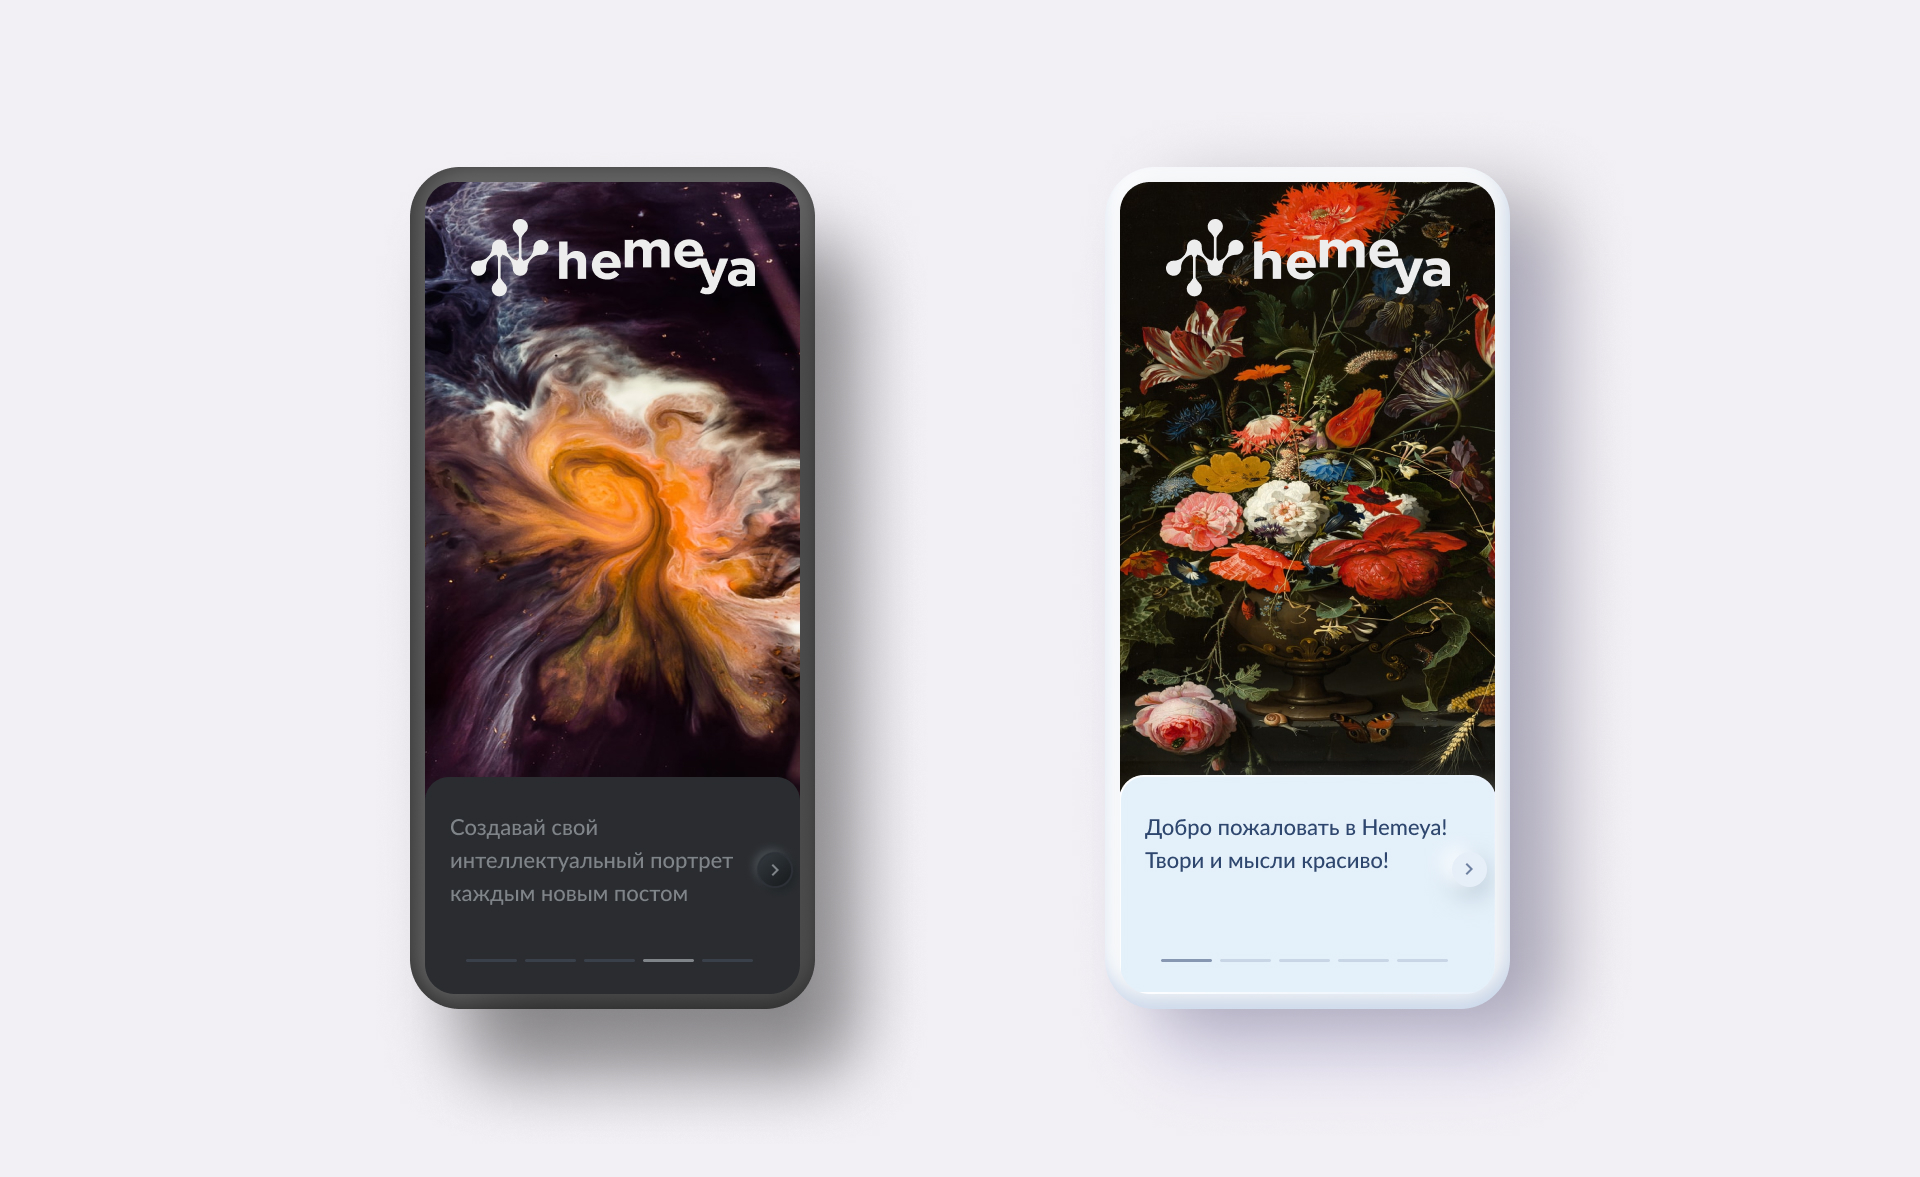 hemeya
Создавай свой
интеллектуальный портрет
каждым новым постом
hemeya
Добро пожаловать в Hemeya!
Твори и мысли красиво!